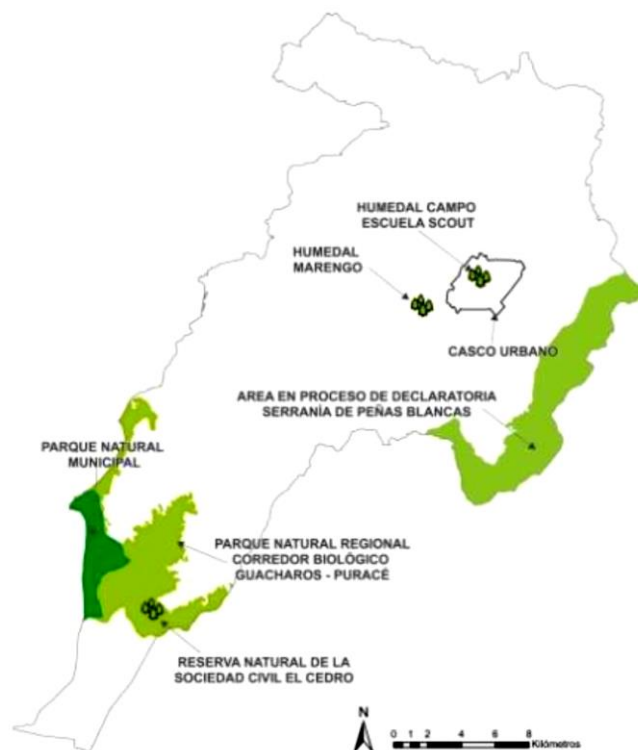 HUMEDAL CAMPO
ESCUELA SCOUT
HUMEDAL
MARENGO
CASCO URBANO
AREA EN PROCESO DE DECLARATORIA
SERRANÍA DE PEÑAS BLANCAS
PARQUE NATURAL
MUNICIPAL
PARQUE NATURAL REGIONAL
CORREDOR BIOLÓGICO
GUACHAROS - PURACÉ
RESERVA NATURAL DE LA
SOCIEDAD CIVIL EL CEDRO
N
0 1 2 4 6 8
Kilómetros